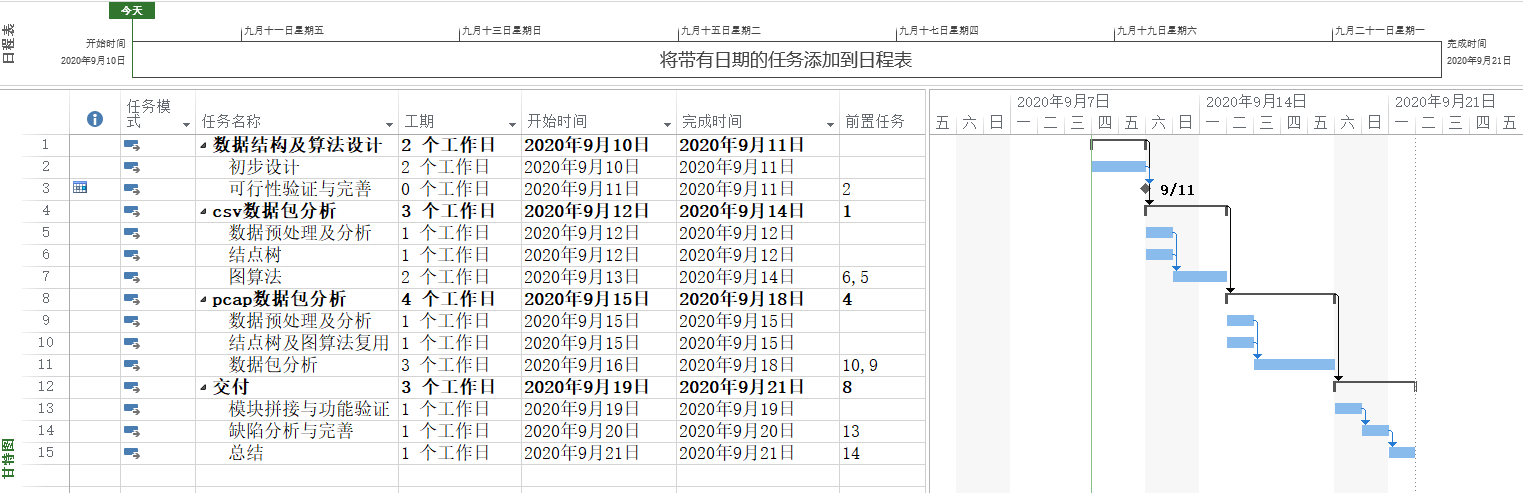 今天
日程表
开始时间
2020年9月10日
九月十一日星期五
九月十三日星期日
九月十五日星期二
九月十七日星期四
九月十九日星期六
九月二十一日星期一
将带有日期的任务添加到日程表
完成时间
2020年9月21日
任务模式 任务名称 工期 开始时间 完成时间 前置任务
2020年9月7日 2020年9月14日 2020年9月21日
五 六 日 一 二 三 四 五 六 日 一 二 三 四 五 六 日 一 二 三 四 五
1 数据结构及算法设计 2 个工作日 2020年9月10日 2020年9月11日
2 初步设计 2 个工作日 2020年9月10日 2020年9月11日
3 可行性验证与完善 0 个工作日 2020年9月11日 2020年9月11日 2
9/11
4 csv数据包分析 3 个工作日 2020年9月12日 2020年9月14日 1
5 数据预处理及分析 1 个工作日 2020年9月12日 2020年9月12日
6 结点树 1 个工作日 2020年9月12日 2020年9月12日
7 图算法 2 个工作日 2020年9月13日 2020年9月14日 6,5
8 pcap数据包分析 4 个工作日 2020年9月15日 2020年9月18日 4
9 数据预处理及分析 1 个工作日 2020年9月15日 2020年9月15日
10 结点树及图算法复用 1 个工作日 2020年9月15日 2020年9月15日
11 数据包分析 3 个工作日 2020年9月16日 2020年9月18日 10,9
12 交付 3 个工作日 2020年9月19日 2020年9月21日 8
13 模块拼接与功能验证 1 个工作日 2020年9月19日 2020年9月19日
14 缺陷分析与完善 1 个工作日 2020年9月20日 2020年9月20日 13
15 总结 1 个工作日 2020年9月21日 2020年9月21日 14
甘特图